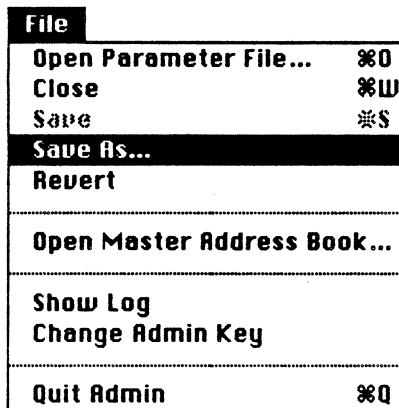 File
Open Parameter File... ⌘O
Close ⌘W
Save ⌘S
Save As...
Revert
Open Master Address Book...
Show Log
Change Admin Key
Quit Admin ⌘Q